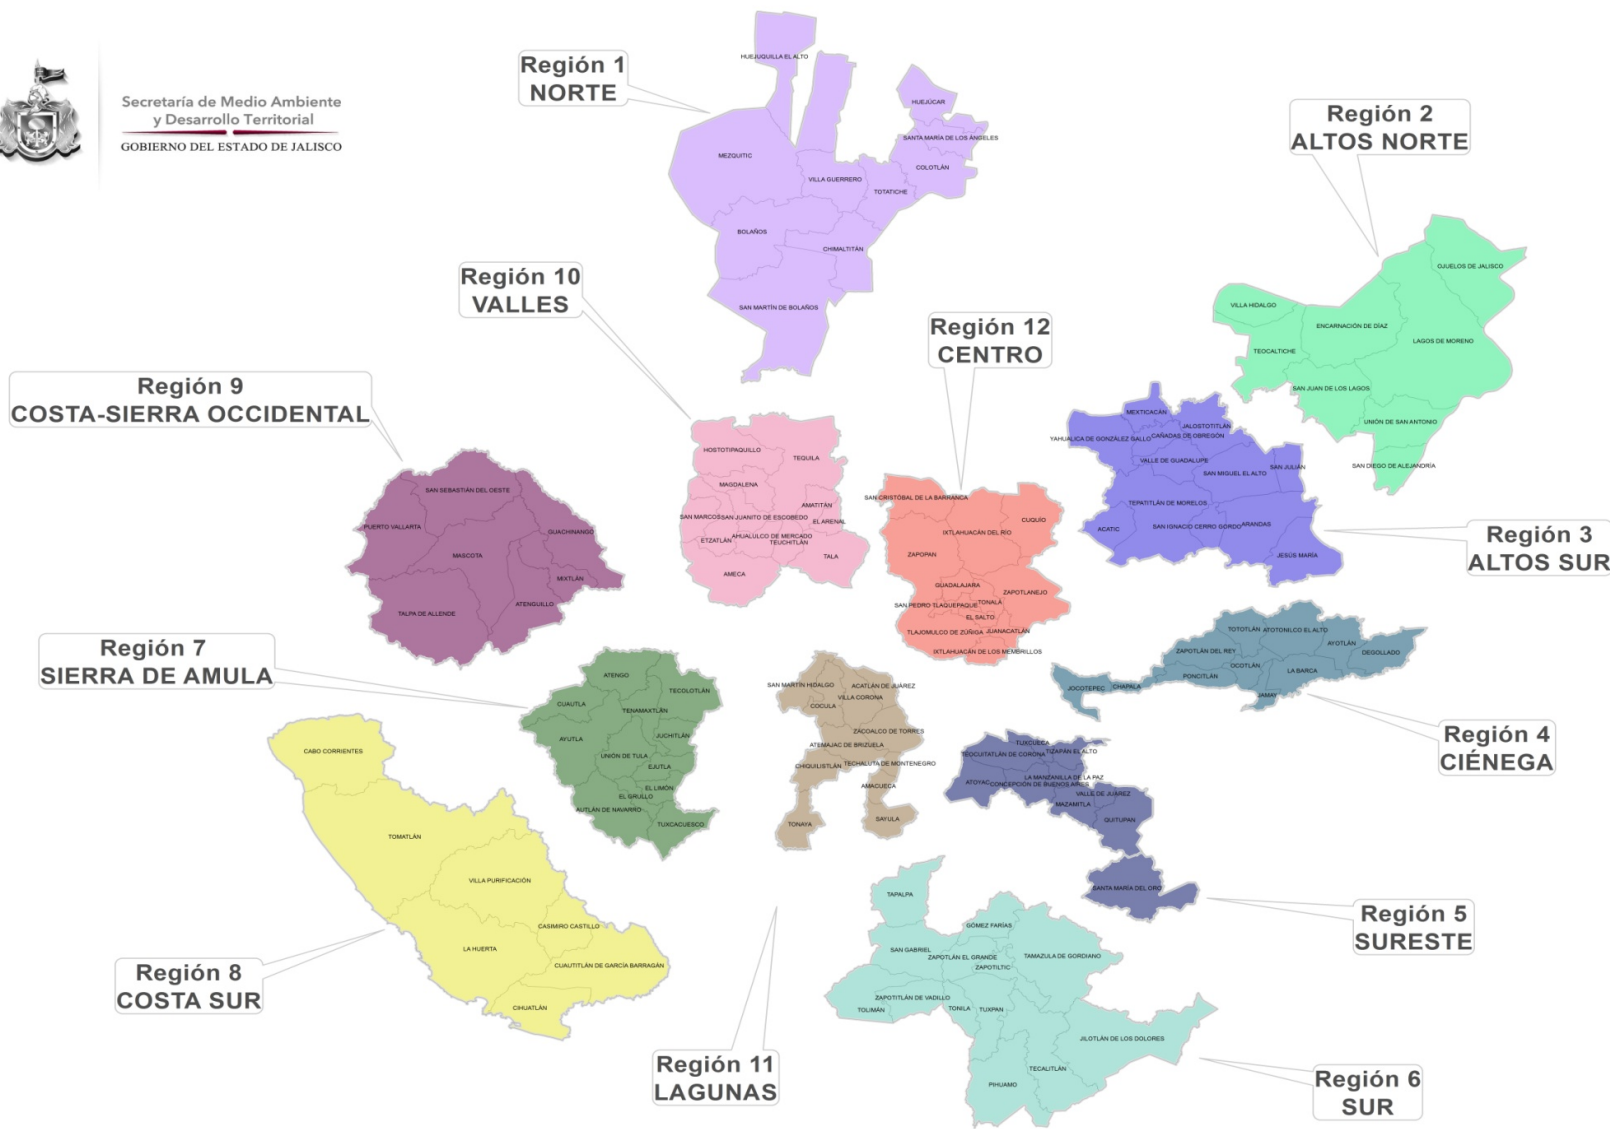 Secretaría de Medio Ambiente
y Desarrollo Territorial
GOBIERNO DEL ESTADO DE JALISCO
Región 1
NORTE
HUEJUQUILLA EL ALTO
HUEJÚCAR
SANTA MARÍA DE LOS ÁNGELES
MEZQUITIC
COLOTLÁN
VILLA GUERRERO
TOTATICHE
BOLAÑOS
CHIMALTITÁN
SAN MARTÍN DE BOLAÑOS
Región 2
ALTOS NORTE
OJUELOS DE JALISCO
VILLA HIDALGO
ENCARNACIÓN DE DÍAZ
LAGOS DE MORENO
TEOCALTICHE
SAN JUAN DE LOS LAGOS
UNIÓN DE SAN ANTONIO
SAN DIEGO DE ALEJANDRÍA
Región 10
VALLES
HOSTOTIPAQUILLO
TEQUILA
MAGDALENA
AMATITÁN
SAN MARCOS
SAN JUANITO DE ESCOBEDO
EL ARENAL
ETZATLÁN
AHUALULCO DE MERCADO
TEUCHITLÁN
TALA
AMECA
Región 12
CENTRO
SAN CRISTÓBAL DE LA BARRANCA
CUQUÍO
IXTLAHUACÁN DEL RÍO
ZAPOPAN
GUADALAJARA
ZAPOTLANEJO
SAN PEDRO TLAQUEPAQUE
TONALÁ
EL SALTO
TLAJOMULCO DE ZÚÑIGA
JUANACATLÁN
IXTLAHUACÁN DE LOS MEMBRILLOS
MEXTICACÁN
JALOSTOTITLÁN
YAHUALICA DE GONZÁLEZ GALLO
CAÑADAS DE OBREGÓN
VALLE DE GUADALUPE
SAN MIGUEL EL ALTO
SAN JULIÁN
TEPATITLÁN DE MORELOS
ACATIC
SAN IGNACIO CERRO GORDO
ARANDAS
JESÚS MARÍA
Región 3
ALTOS SUR
Región 9
COSTA-SIERRA OCCIDENTAL
SAN SEBASTIÁN DEL OESTE
PUERTO VALLARTA
GUACHINANGO
MASCOTA
MIXTLÁN
ATENGUILLO
TALPA DE ALLENDE
Región 7
SIERRA DE AMULA
ATENGO
TECOLOTLÁN
CUAUTLA
TENAMAXTLÁN
AYUTLA
JUCHITLÁN
UNIÓN DE TULA
EJUTLA
EL LIMÓN
EL GRULLO
AUTLÁN DE NAVARRO
TUXCACUESCO
SAN MARTÍN HIDALGO
ACATLÁN DE JUÁREZ
VILLA CORONA
COCULA
ZACOALCO DE TORRES
ATEMAJAC DE BRIZUELA
CHIQUILISTLÁN
TECHALUTA DE MONTENEGRO
AMACUECA
TONAYA
SAYULA
TOTOTLÁN
ATOTONILCO EL ALTO
AYOTLÁN
ZAPOTLÁN DEL REY
DEGOLLADO
OCOTLÁN
LA BARCA
PONCITLÁN
JOCOTEPEC
CHAPALA
JAMAY
Región 4
CIÉNEGA
TUXCUECA
TIZAPÁN EL ALTO
TEOCUITATLÁN DE CORONA
LA MANZANILLA DE LA PAZ
ATOYAC
CONCEPCIÓN DE BUENOS AIRES
VALLE DE JUÁREZ
MAZAMITLA
QUITUPAN
SANTA MARÍA DEL ORO
Región 5
SURESTE
CABO CORRIENTES
TOMATLÁN
VILLA PURIFICACIÓN
CASIMIRO CASTILLO
LA HUERTA
CUAUTITLÁN DE GARCÍA BARRAGÁN
CIHUATLÁN
Región 8
COSTA SUR
TAPALPA
GÓMEZ FARÍAS
SAN GABRIEL
ZAPOTLÁN EL GRANDE
TAMAZULA DE GORDIANO
ZAPOTILTIC
ZAPOTITLÁN DE VADILLO
TOLIMÁN
TONILA
TUXPAN
JILOTLÁN DE LOS DOLORES
TECALITLÁN
PIHUAMO
Región 11
LAGUNAS
Región 6
SUR